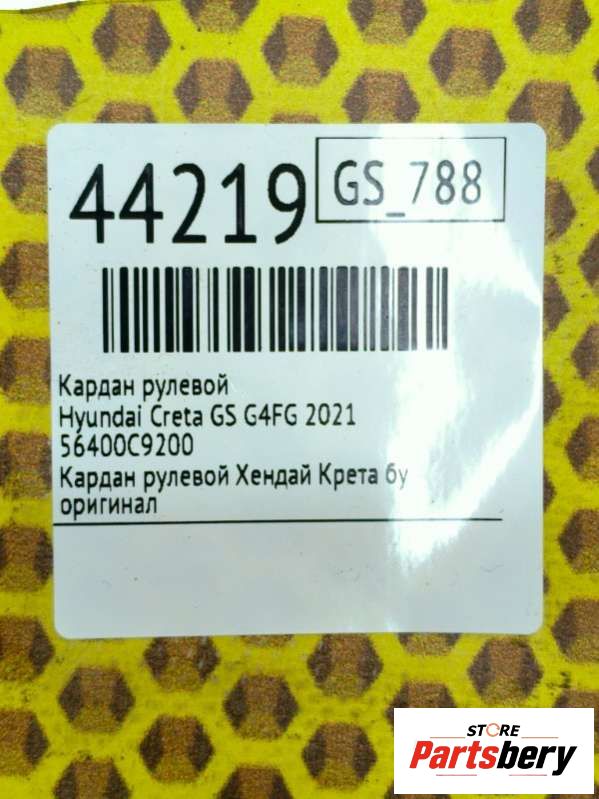 44219
GS_788
Кардан рулевой
Hyundai Creta GS G4FG 2021
56400C9200
Кардан рулевой Хендай Крета бу
оригинал
STORE
Partsbery